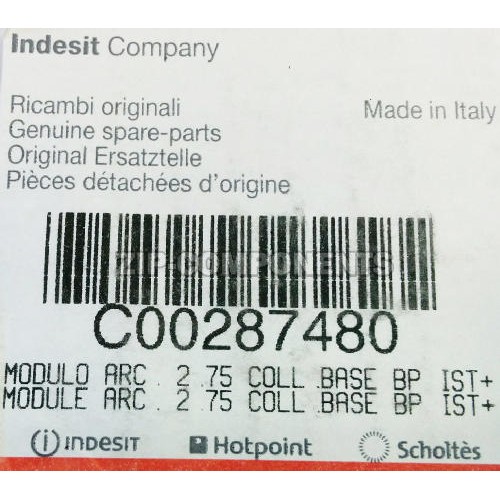 Indesit Company
Ricambi originali
Made in Italy
Genuine spare-parts
Original Ersatzteile
Pièces détachées d'origine
ZIP-COMPONENTS
C00287480
MODULO ARC . 2 75 COLL .BASE BP IST+
MODULE ARC . 2 75 COLL .BASE BP IST+
INDESIT Hotpoint Scholtès